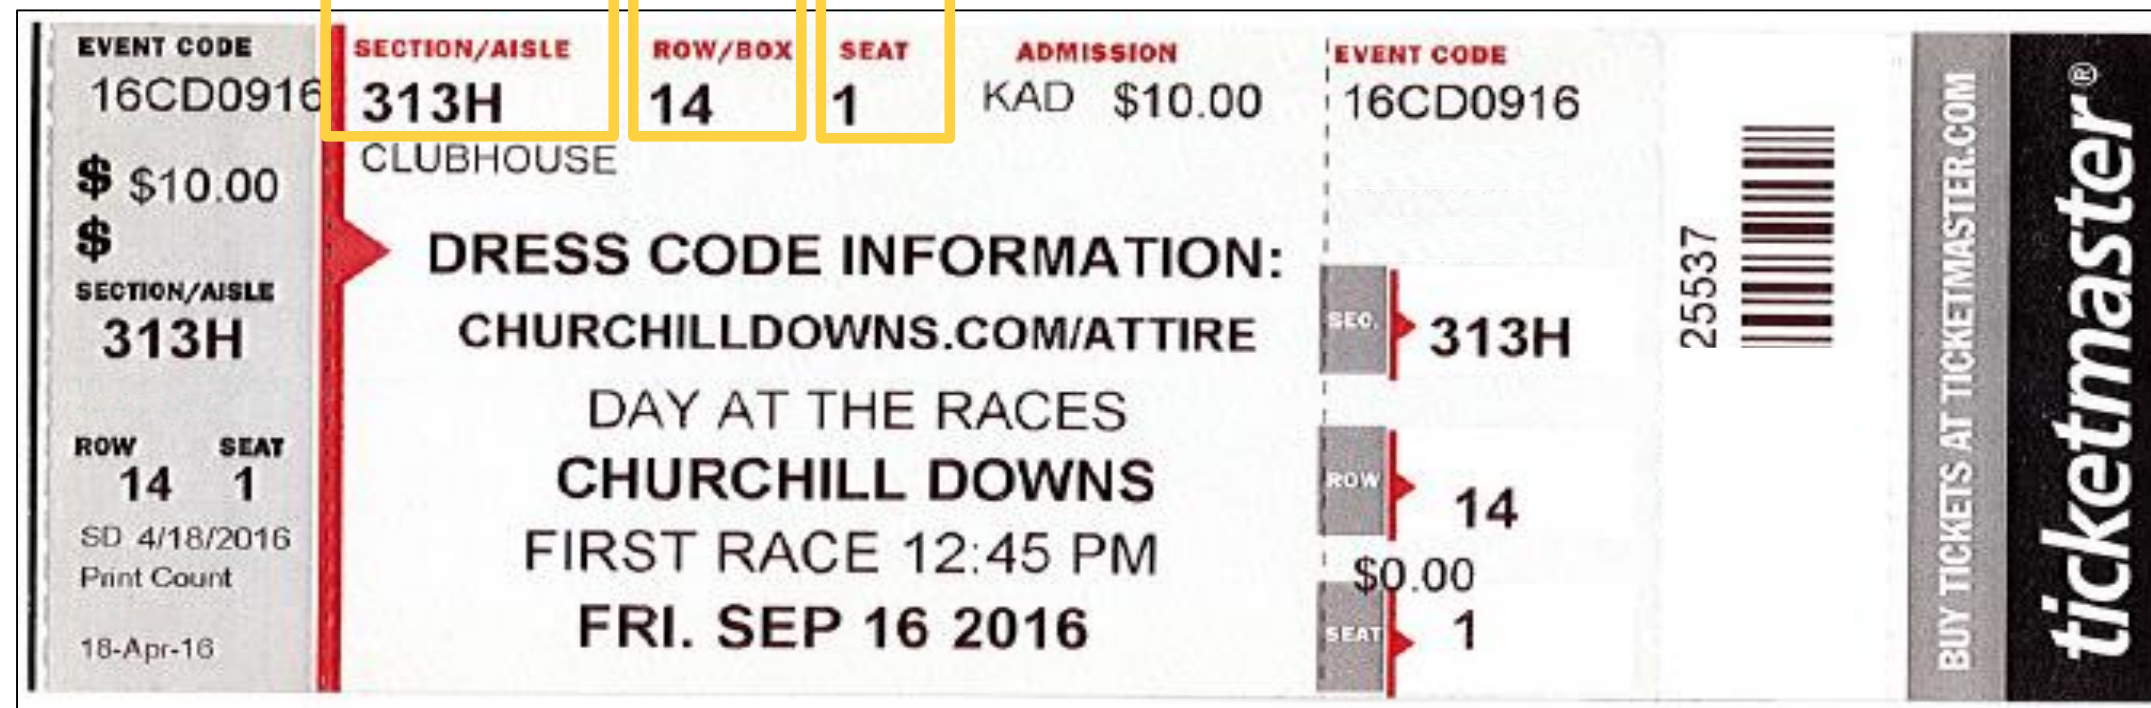 EVENT CODE
16CD0916
$ $10.00
$
SECTION/AISLE
313H
ROW SEAT
14 1
SD 4/18/2016
Print Count
18-Apr-16
SECTION/AISLE ROW/BOX SEAT ADMISSION
313H 14 1 KAD $10.00
CLUBHOUSE
DRESS CODE INFORMATION:
CHURCHILLDOWNS.COM/ATTIRE
DAY AT THE RACES
CHURCHILL DOWNS
FIRST RACE 12:45 PM
FRI. SEP 16 2016
EVENT CODE
16CD0916
SEC. 313H
ROW 14
$0.00
SEAT 1
25537
BUY TICKETS AT TICKETMASTER.COM
ticketmaster®